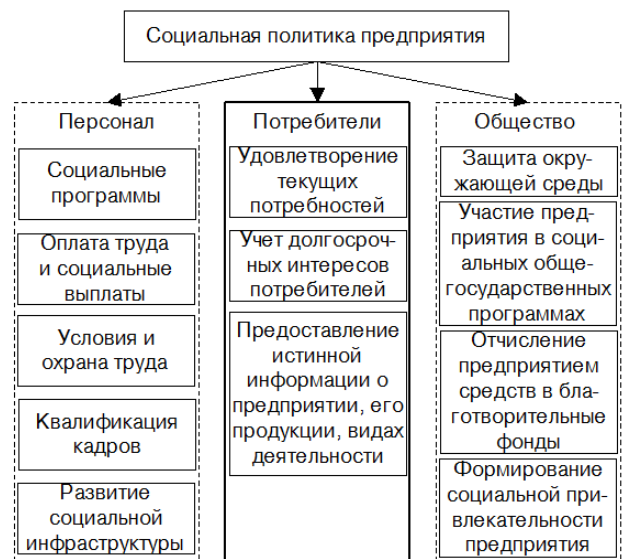 Социальная политика предприятия
Персонал
Социальные
программы
Оплата труда
и социальные
выплаты
Условия и
охрана труда
Квалификация
кадров
Развитие
социальной
инфраструктуры
Потребители
Удовлетворение
текущих
потребностей
Учет долгосроч-
ных интересов
потребителей
Предоставление
истинной
информации о
предприятии, его
продукции, видах
деятельности
Общество
Защита окру-
жающей среды
Участие пред-
приятия в соци-
альных обще-
государственных
программах
Отчисление
предприятием
средств в бла-
готворительные
фонды
Формирование
социальной при-
влекательности
предприятия